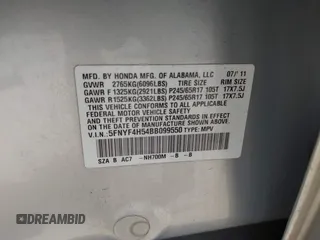 MFD. BY HONDA MFG. OF ALABAMA, LLC 07/11
GVWR 2765KG(6096LBS) TIRE SIZE RIM SIZE
GAWR F 1325KG(2921LBS) P245/65R17 105T 17X7.5J
GAWR R 1525KG(3362LBS) P245/65R17 105T 17X7.5J
THIS VEHICLE CONFORMS TO ALL APPLICABLE
FEDERAL MOTOR VEHICLE SAFETY AND
THEFT PREVENTION STANDARDS IN EFFECT ON THE
DATE OF MANUFACTURE SHOWN ABOVE.
V.I.N.: 5FNYF4H54BB099550 TYPE: MPV
SZA B AC7 -NH700M -B -B
DREAMBID